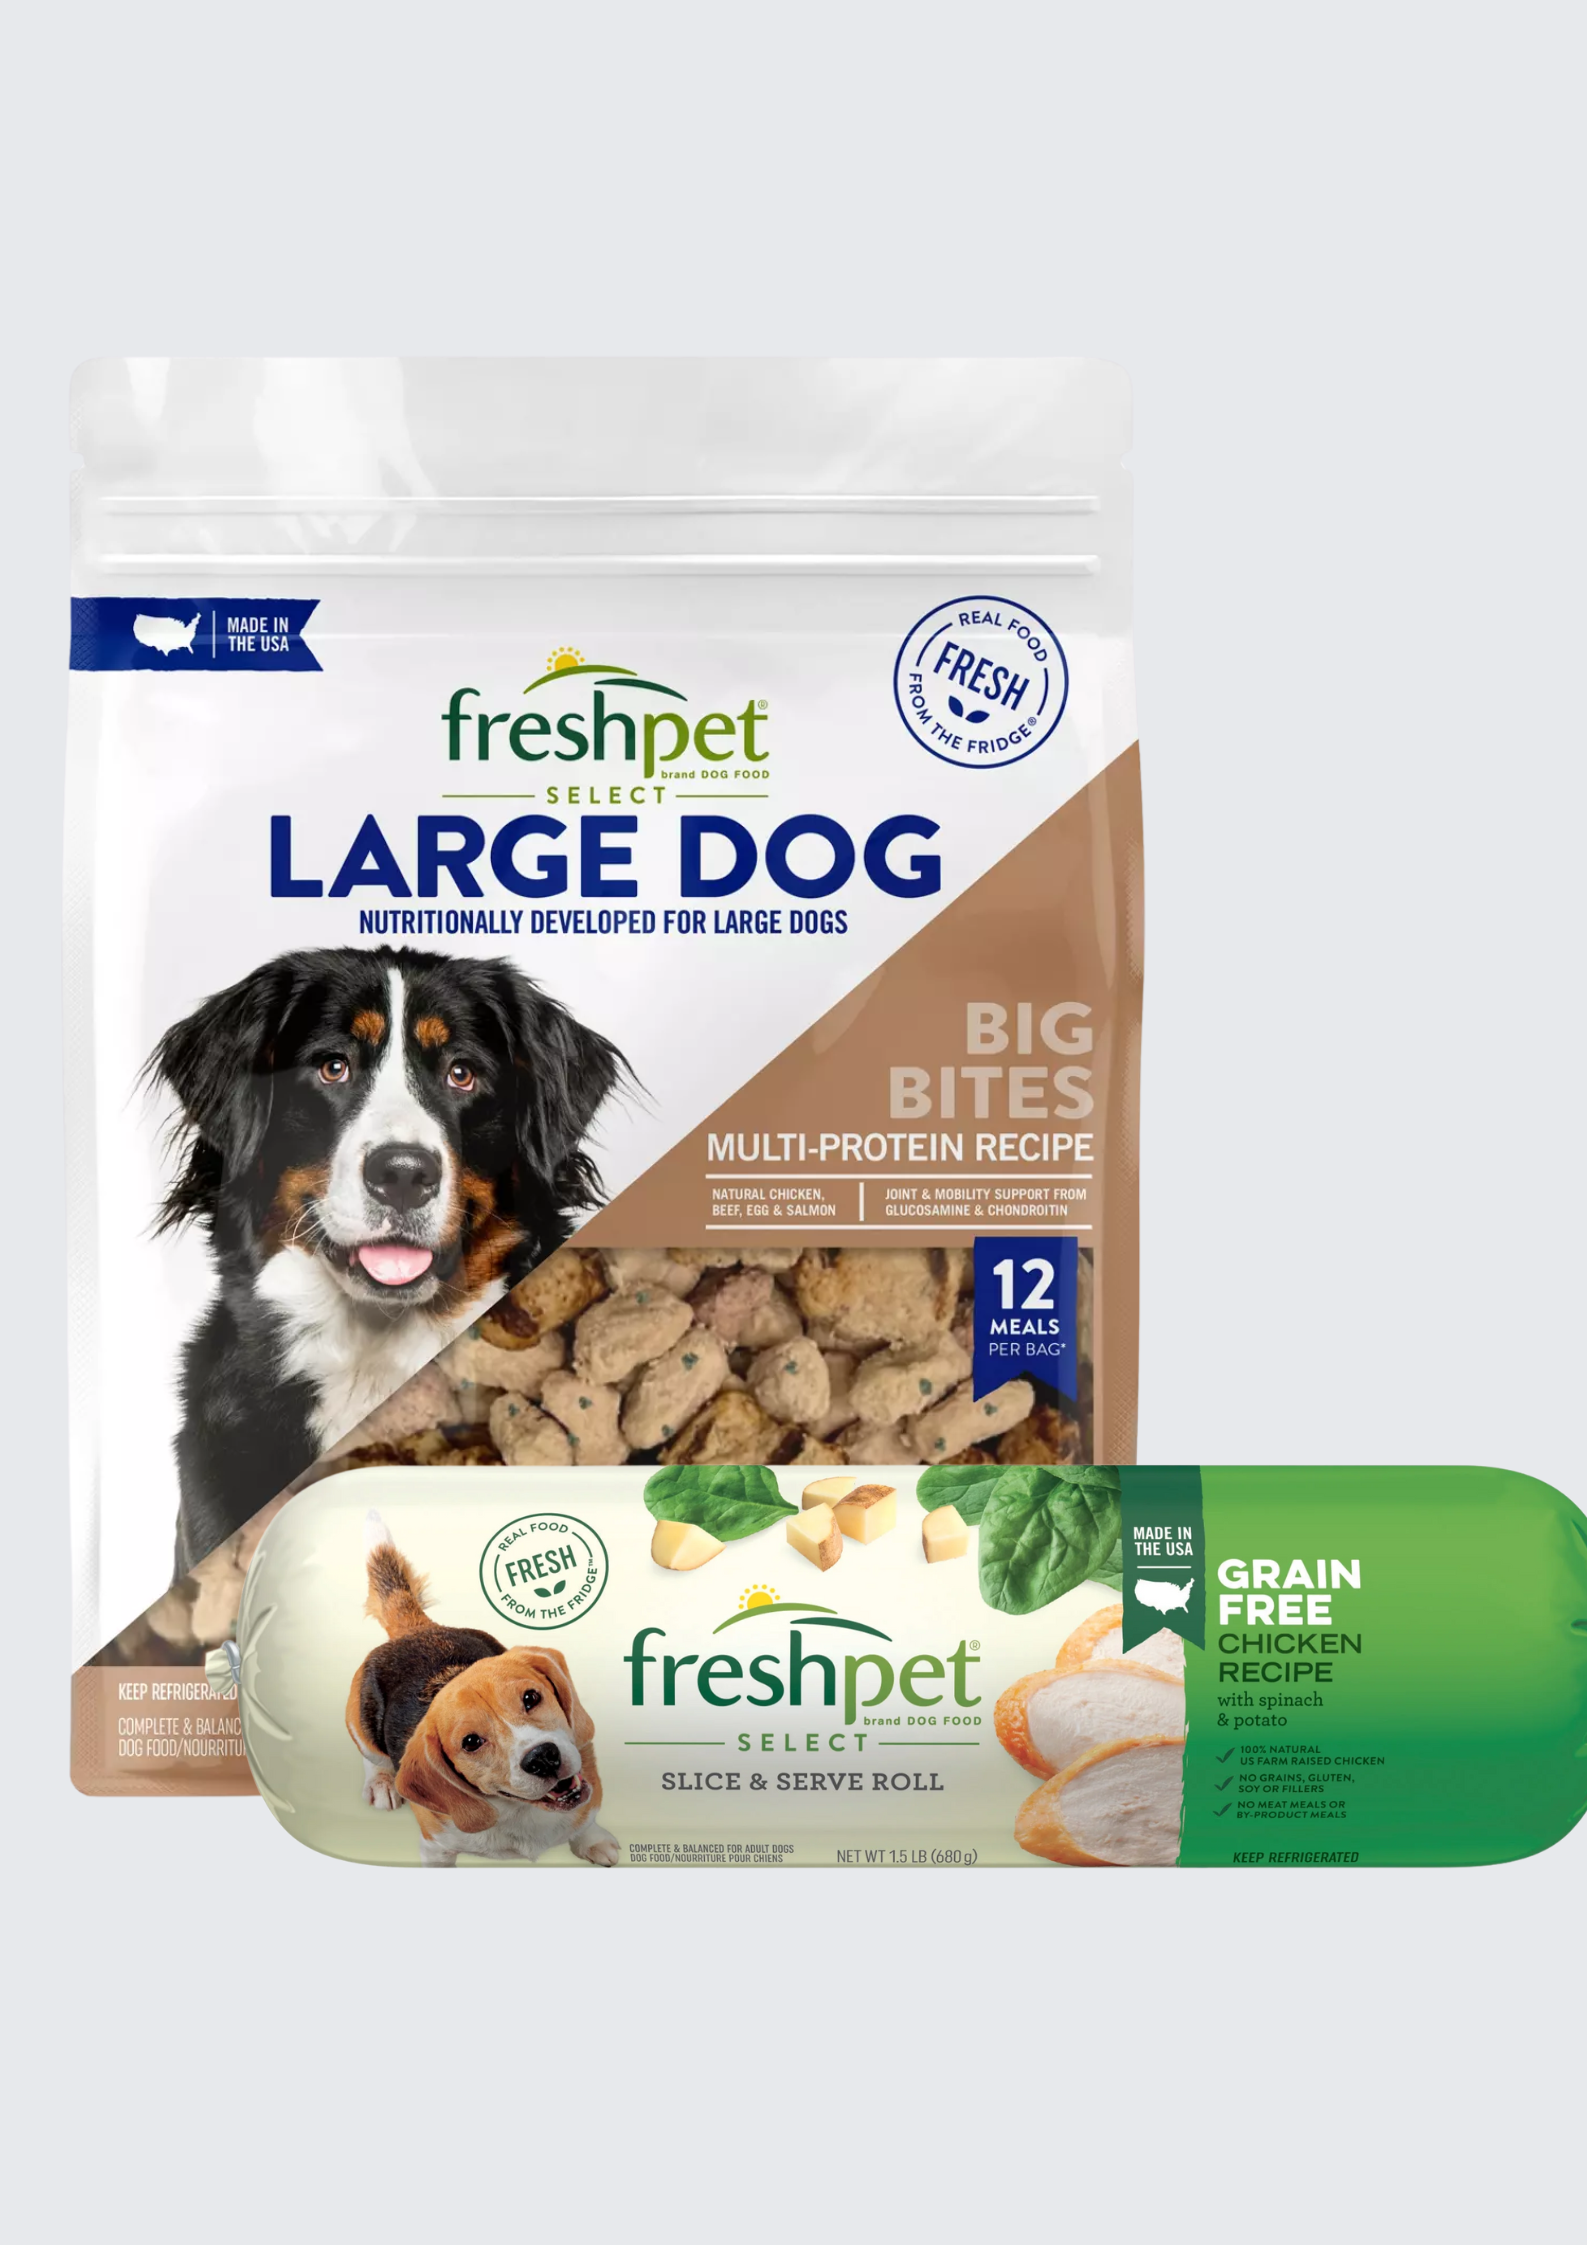 MADE IN
THE USA
REAL FOOD
FRESH
FROM THE FRIDGE®
freshpet®
brand DOG FOOD
SELECT
LARGE DOG
NUTRITIONALLY DEVELOPED FOR LARGE DOGS
BIG
BITES
MULTI-PROTEIN RECIPE
NATURAL CHICKEN,
BEEF, EGG & SALMON
JOINT & MOBILITY SUPPORT FROM
GLUCOSAMINE & CHONDROITIN
12
MEALS
PER BAG*
KEEP REFRIGERATED
COMPLETE & BALANC
DOG FOOD/NOURRITU
REAL FOOD
FRESH
FROM THE FRIDGE™
freshpet®
brand DOG FOOD
SELECT
SLICE & SERVE ROLL
COMPLETE & BALANCED FOR ADULT DOGS
DOG FOOD/NOURRITURE POUR CHIENS
NET WT 1.5 LB (680 g)
MADE IN
THE USA
GRAIN
FREE
CHICKEN
RECIPE
with spinach
& potato
100% NATURAL
US FARM RAISED CHICKEN
NO GRAINS, GLUTEN,
SOY OR FILLERS
NO MEAT MEALS OR
BY-PRODUCT MEALS
KEEP REFRIGERATED